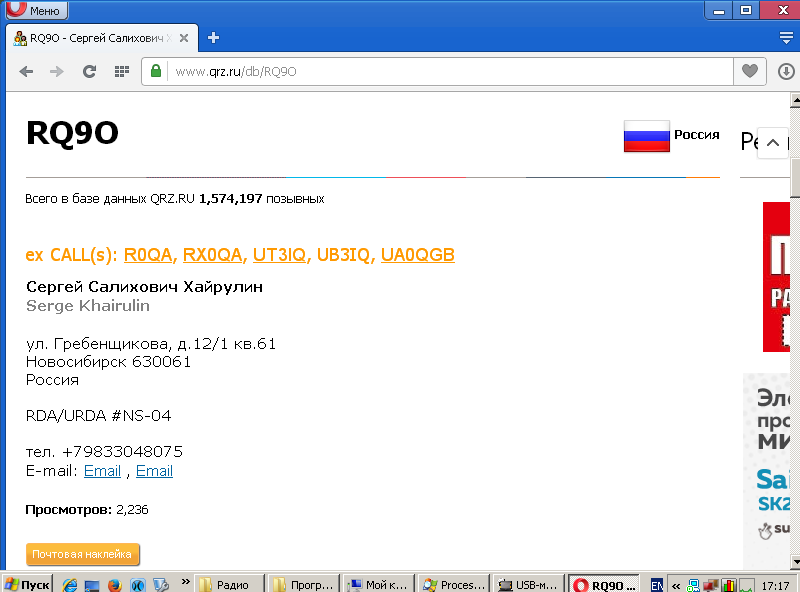 Меню
RQ9O - Сергей Салихович Х
www.qrz.ru/db/RQ9O
RQ9O
Россия
Всего в базе данных QRZ.RU 1,574,197 позывных
ex CALL(s): R0QA, RX0QA, UT3IQ, UB3IQ, UA0QGB
Сергей Салихович Хайрулин
Serge Khairulin
ул. Гребенщикова, д.12/1 кв.61
Новосибирск 630061
Россия
RDA/URDA #NS-04
тел. +79833048075
E-mail: Email , Email
Просмотров: 2,236
Почтовая наклейка
Эле
про
МИ
Sai
SK2
su
Пуск
Радио
Прогр...
Мой к...
Proces...
USB-м...
RQ9O ...
EN
17:17